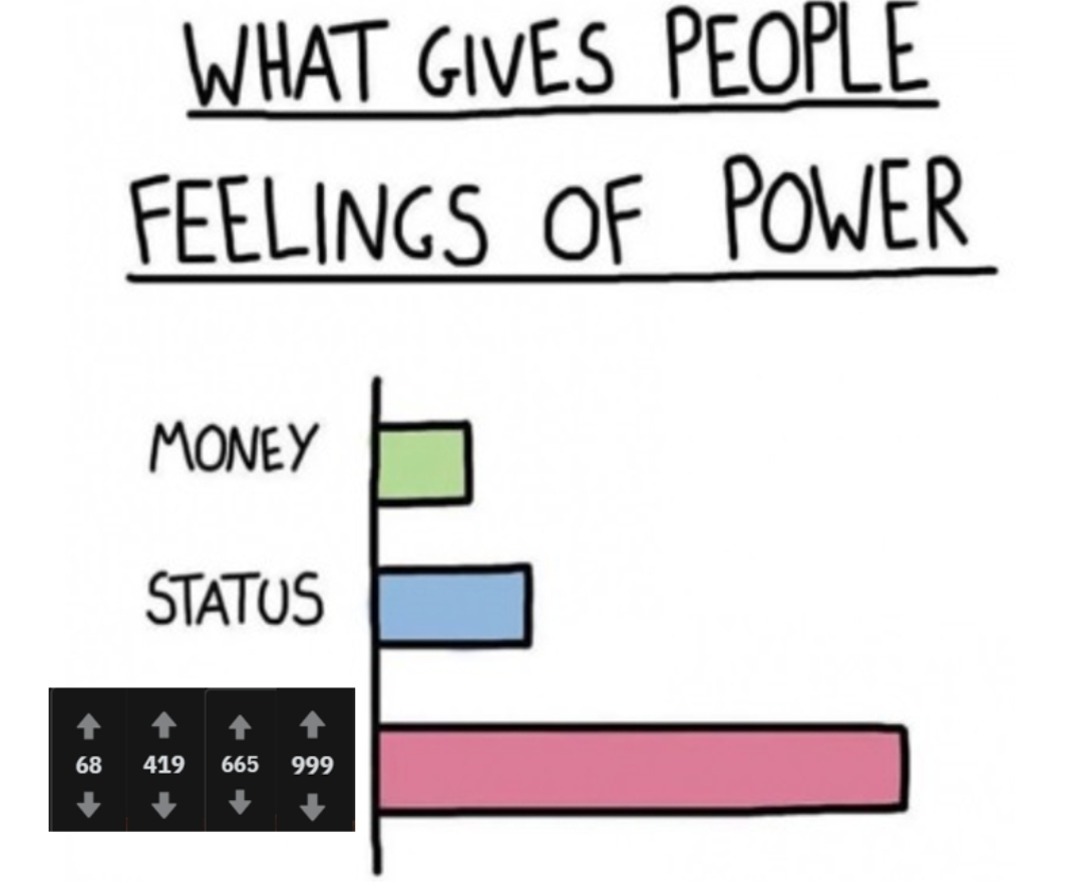 WHAT GIVES PEOPLE
FEELINGS OF POWER
MONEY
STATUS
68 419 665 999